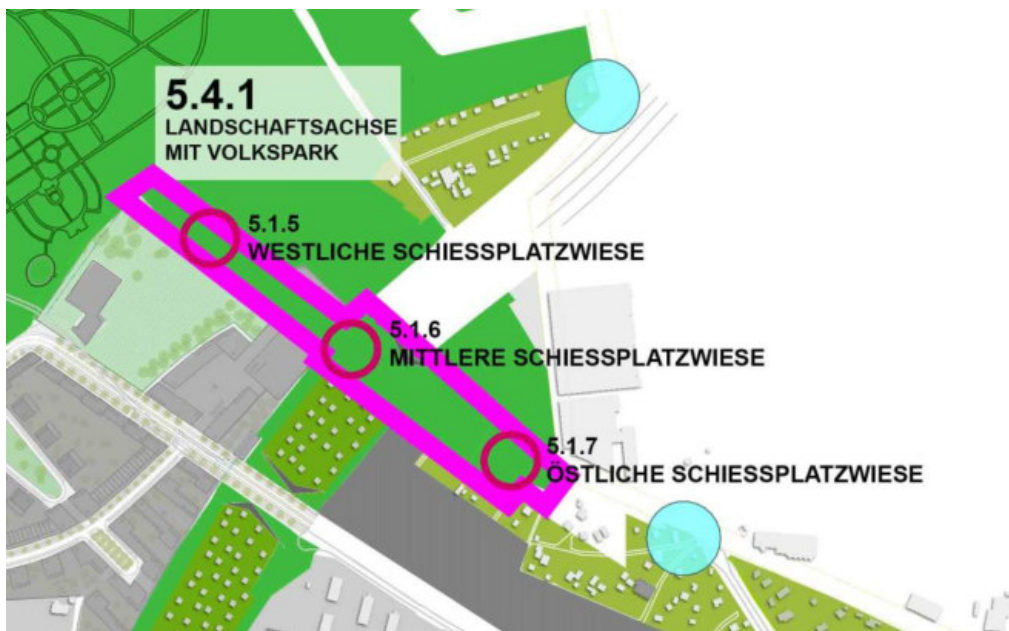 5.4.1
LANDSCHAFTSACHSE
MIT VOLKSPARK
5.1.5
WESTLICHE SCHIESSPLATZWIESE
5.1.6
MITTLERE SCHIESSPLATZWIESE
5.1.7
ÖSTLICHE SCHIESSPLATZWIESE